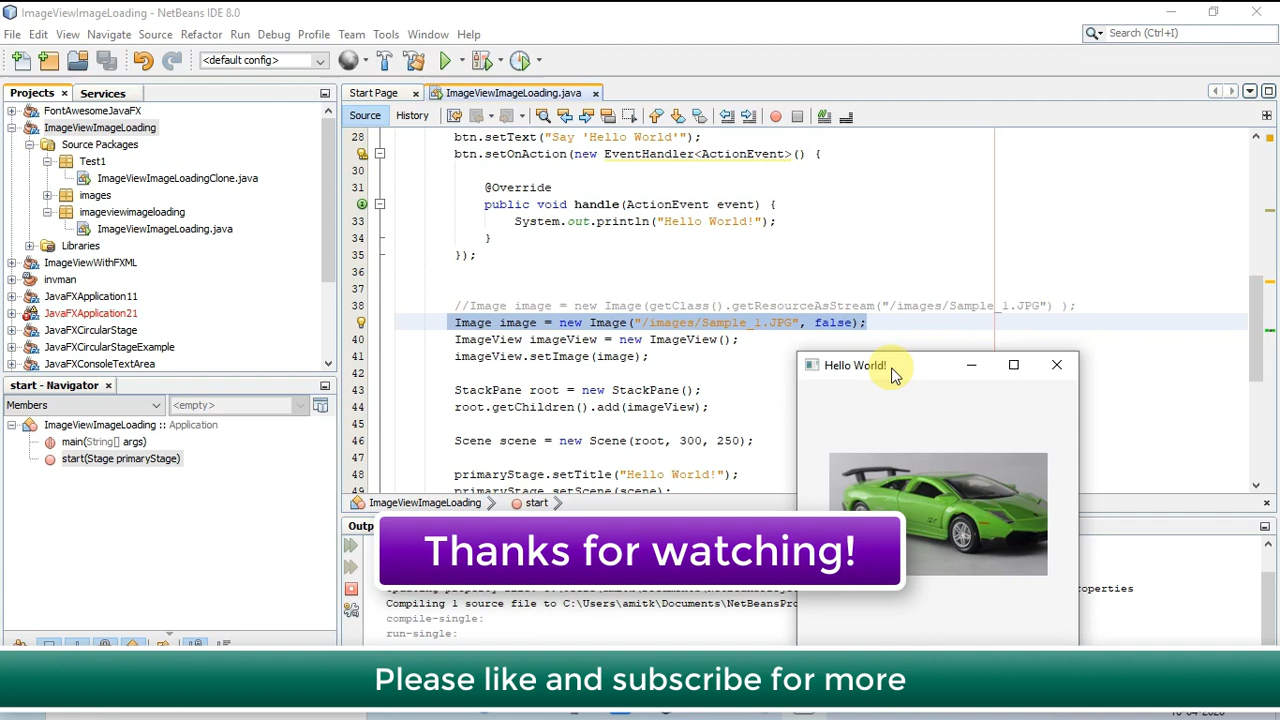 ImageViewImageLoading - NetBeans IDE 8.0
File Edit View Navigate Source Refactor Run Debug Profile Team Tools Window Help
Search (Ctrl+I)
<default config>
Projects
Services
FontAwesomeJavaFX
ImageViewImageLoading
Source Packages
Test1
ImageViewImageLoadingClone.java
images
imageviewimageloading
ImageViewImageLoading.java
Libraries
ImageViewWithFXML
invman
JavaFXApplication11
JavaFXApplication21
JavaFXCircularStage
JavaFXCircularStageExample
JavaFXConsoleTextArea
start - Navigator
Members
<empty>
ImageViewImageLoading :: Application
main(String[] args)
start(Stage primaryStage)
Start Page
ImageViewImageLoading.java
Source
History
28 btn.setText("Say 'Hello World'");
btn.setOnAction(new EventHandler<ActionEvent>() {
30
31 @Override
public void handle(ActionEvent event) {
33 System.out.println("Hello World!");
34 }
35 });
36
37
38 //Image image = new Image(getClass().getResourceAsStream("/images/Sample_1.JPG") );
Image image = new Image("/images/Sample_1.JPG", false);
40 ImageView imageView = new ImageView();
41 imageView.setImage(image);
42
43 StackPane root = new StackPane();
44 root.getChildren().add(imageView);
45
46 Scene scene = new Scene(root, 300, 250);
47
48 primaryStage.setTitle("Hello World!");
49 primaryStage.setScene(scene);
ImageViewImageLoading
start
Hello World!
Thanks for watching!
Compiling 1 source file to C:\Users\amitk\Documents\NetBeansPro
compile-single:
run-single:
Please like and subscribe for more